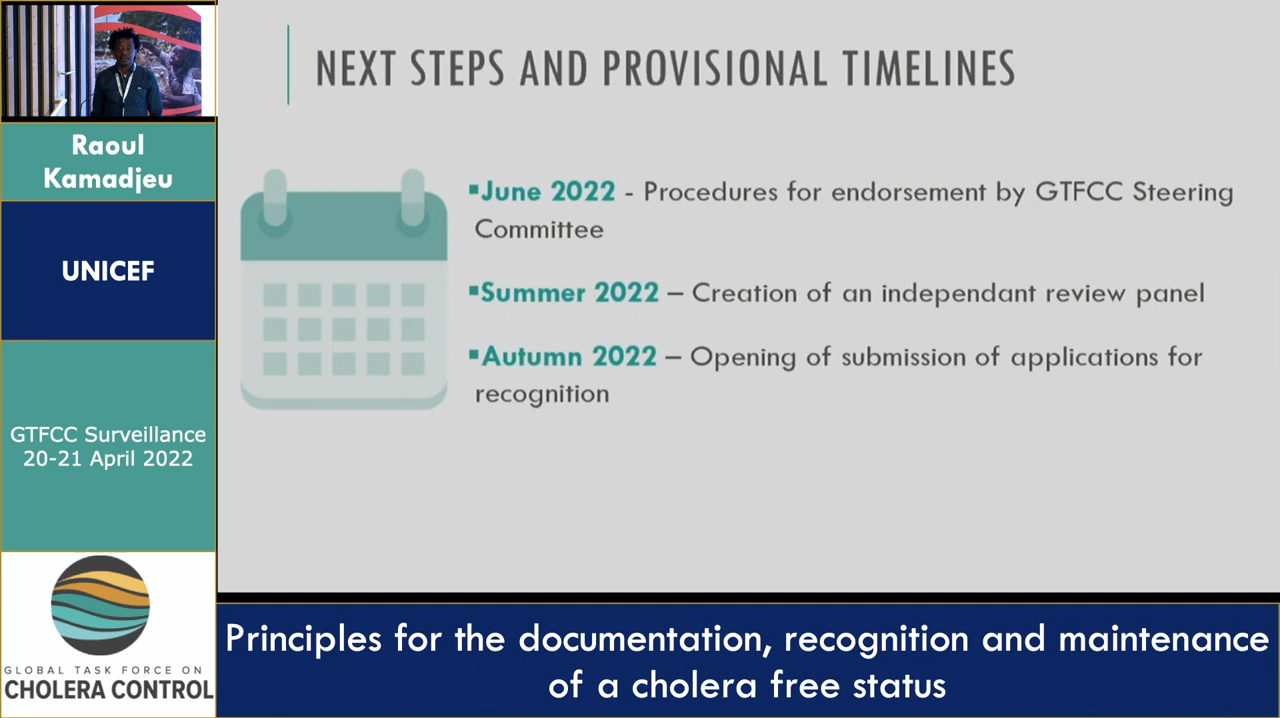 Raoul
Kamadjeu
UNICEF
GTFCC Surveillance
20-21 April 2022
GLOBAL TASK FORCE ON
CHOLERA CONTROL
NEXT STEPS AND PROVISIONAL TIMELINES
▪June 2022 - Procedures for endorsement by GTFCC Steering
Committee
▪Summer 2022 – Creation of an independant review panel
▪Autumn 2022 – Opening of submission of applications for
recognition
Principles for the documentation, recognition and maintenance
of a cholera free status